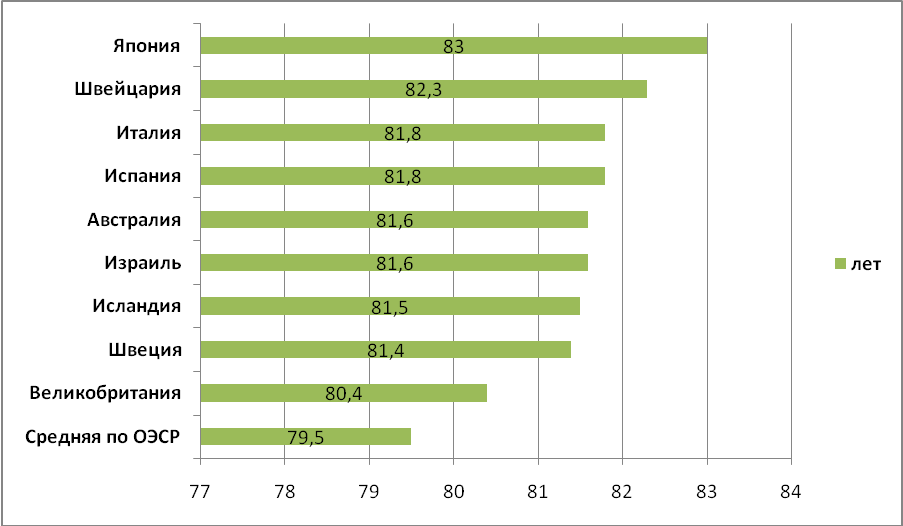 Япония 83
Швейцария 82,3
Италия 81,8
Испания 81,8
Австралия 81,6
Израиль 81,6
лет
Исландия 81,5
Швеция 81,4
Великобритания 80,4
Средняя по ОЭСР 79,5
77 78 79 80 81 82 83 84